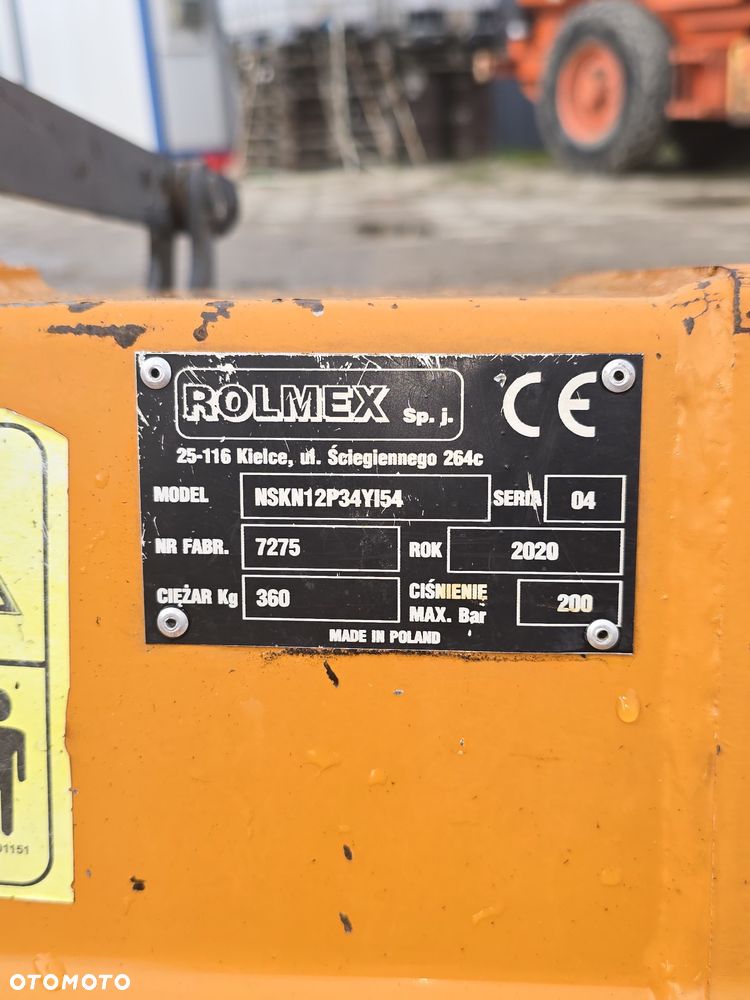 ROLMEX Sp. j. CE
25-116 Kielce, ul. Ściegiennego 264c
MODEL NSKN12P34YI54 SERIA 04
NR FABR. 7275 ROK 2020
CIĘŻAR Kg 360 CIŚNIENIĘ MAX. Bar 200
MADE IN POLAND
OTOMOTO